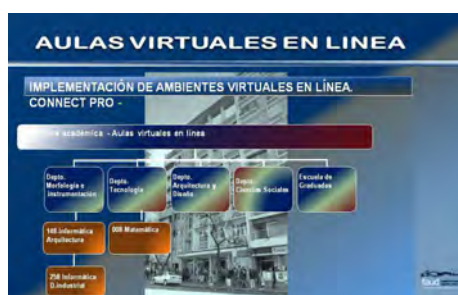 AULAS VIRTUALES EN LINEA
IMPLEMENTACIÓN DE AMBIENTES VIRTUALES EN LÍNEA.
CONNECT PRO -
académica - Aulas virtuales en linea
Depto.
Morfología e
instrumentación
Depto.
Tecnología
Depto.
Arquitectura y
Diseño
Depto.
Ciencias Sociales
Escuela de
Graduados
148 Informática
Arquitectura
008 Matemática
258 Informática
D.industrial
faud